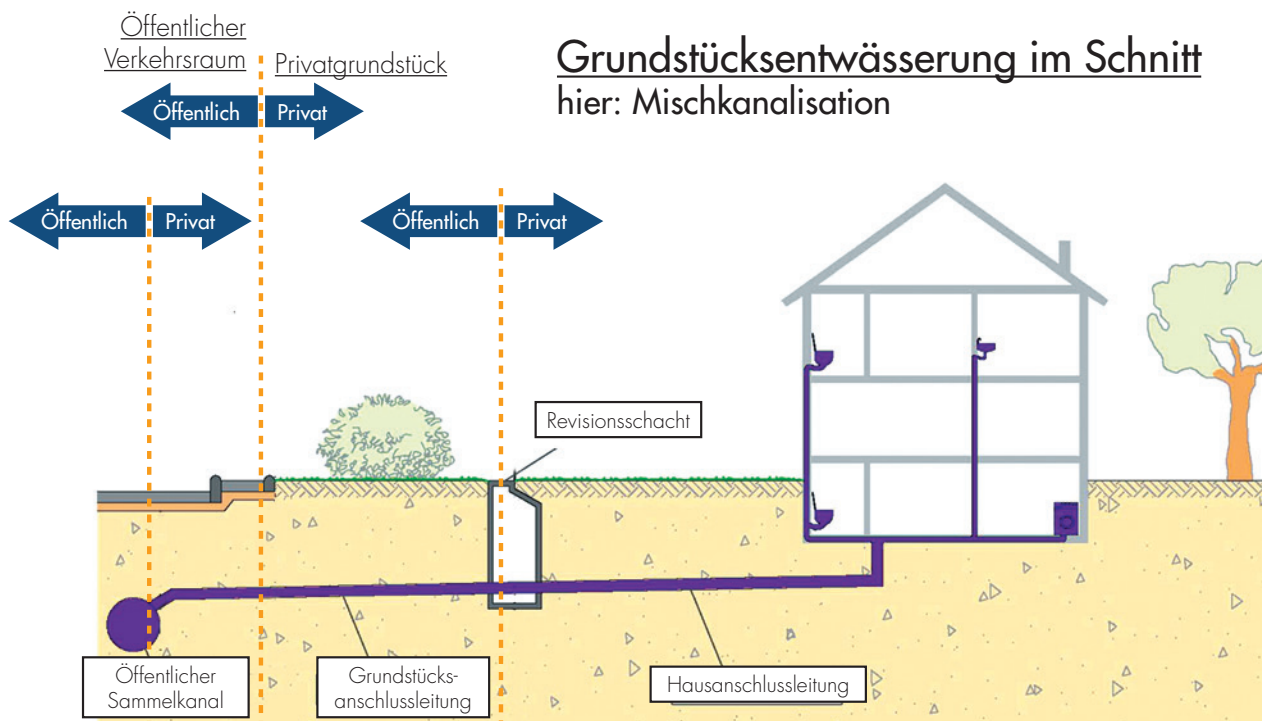 Öffentlicher
Verkehrsraum
Privatgrundstück
Grundstücksentwässerung im Schnitt
hier: Mischkanalisation
Öffentlich
Privat
Öffentlich
Privat
Öffentlich
Privat
Revisionsschacht
Öffentlicher
Sammelkanal
Grundstücks-
anschlussleitung
Hausanschlussleitung